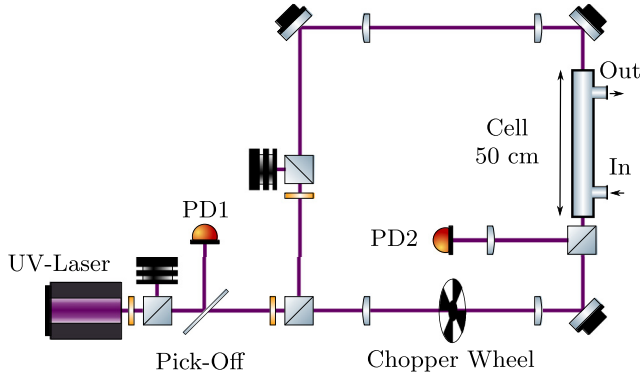 Out
Cell
50 cm
In
PD1
PD2
UV-Laser
Pick-Off
Chopper Wheel